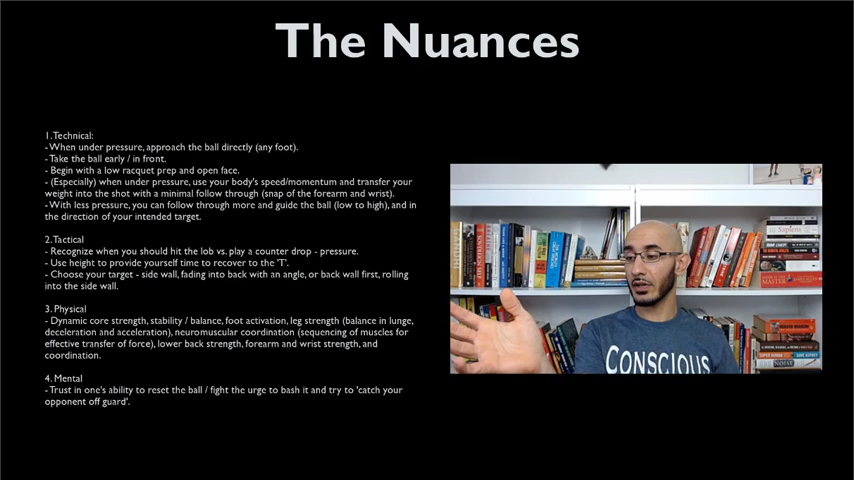 The Nuances
1. Technical:
- When under pressure, approach the ball directly (any foot).
- Take the ball early / in front.
- Begin with a low racquet prep and open face.
- (Especially) when under pressure, use your body's speed/momentum and transfer your
weight into the shot with a minimal follow through (snap of the forearm and wrist).
- With less pressure, you can follow through more and guide the ball (low to high), and in
the direction of your intended target.
2. Tactical
- Recognize when you should hit the lob vs. play a counter drop - pressure.
- Use height to provide yourself time to recover to the 'T'.
- Choose your target - side wall, fading into back with an angle, or back wall first, rolling
into the side wall.
3. Physical
- Dynamic core strength, stability / balance, foot activation, leg strength (balance in lunge,
deceleration and acceleration), neuromuscular coordination (sequencing of muscles for
effective transfer of force), lower back strength, forearm and wrist strength, and
coordination.
4. Mental
- Trust in one's ability to reset the ball / fight the urge to bash it and try to 'catch your
opponent off guard'.
Sapiens
MASTER
NOISE
CONSCIOUS